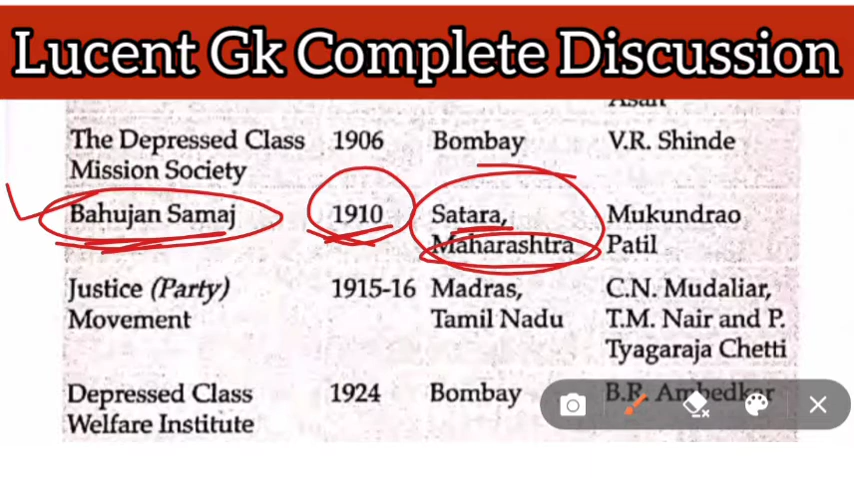 Lucent Gk Complete Discussion
Asan
The Depressed Class 1906 Bombay V.R. Shinde
Mission Society
Bahujan Samaj 1910 Satara, Mukundrao
Maharashtra Patil
Justice (Party) 1915-16 Madras, C.N. Mudaliar,
Movement Tamil Nadu T.M. Nair and P.
Tyagaraja Chetti
Depressed Class 1924 Bombay B.R. Ambedkar
Welfare Institute